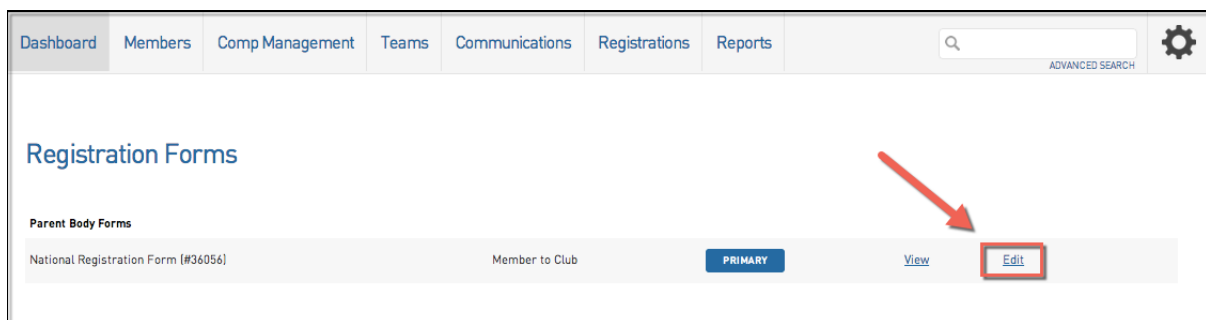 Dashboard Members Comp Management Teams Communications Registrations Reports
ADVANCED SEARCH
Registration Forms
Parent Body Forms
National Registration Form (#36056) Member to Club PRIMARY View Edit